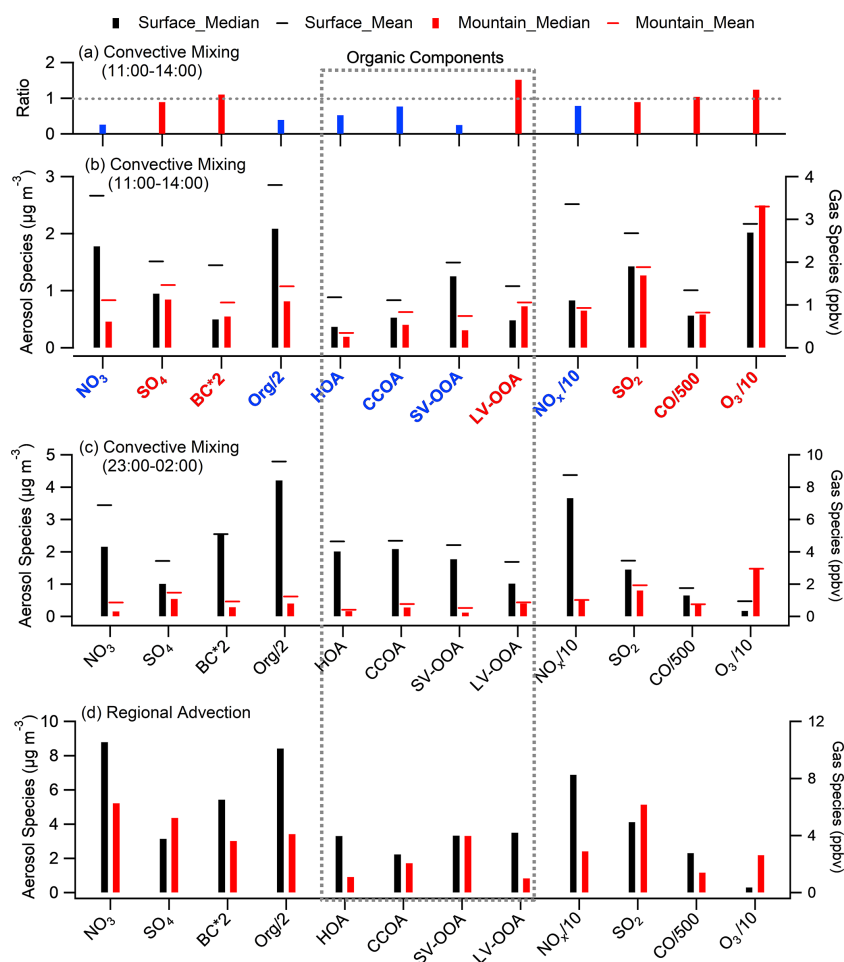 Surface_Median Surface_Mean Mountain_Median Mountain_Mean
(a) Convective Mixing
(11:00-14:00)
Organic Components
Ratio
2
1
0
(b) Convective Mixing
(11:00-14:00)
Aerosol Species (µg m⁻³)
3
2
1
0
4
3
2
1
0
Gas Species (ppbv)
NO₃ SO₄ BC*2 Org/2 HOA CCOA SV-OOA LV-OOA NOₓ/10 SO₂ CO/500 O₃/10
(c) Convective Mixing
(23:00-02:00)
Aerosol Species (µg m⁻³)
5
4
3
2
1
0
10
8
6
4
2
0
Gas Species (ppbv)
NO₃ SO₄ BC*2 Org/2 HOA CCOA SV-OOA LV-OOA NOₓ/10 SO₂ CO/500 O₃/10
(d) Regional Advection
Aerosol Species (µg m⁻³)
10
8
6
4
2
0
12
8
4
0
Gas Species (ppbv)
NO₃ SO₄ BC*2 Org/2 HOA CCOA SV-OOA LV-OOA NOₓ/10 SO₂ CO/500 O₃/10